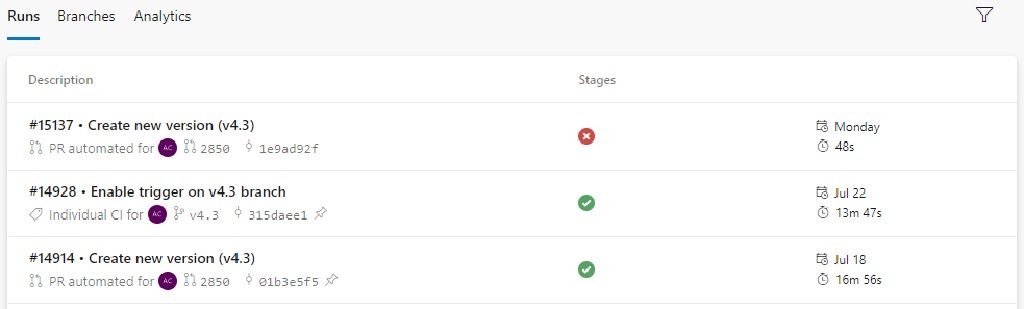 Runs Branches Analytics
Description Stages
#15137 • Create new version (v4.3)
Monday
PR automated for AC 2850 1e9ad92f
48s
#14928 • Enable trigger on v4.3 branch
Jul 22
Individual CI for AC v4.3 315daee1
13m 47s
#14914 • Create new version (v4.3)
Jul 18
PR automated for AC 2850 01b3e5f5
16m 56s